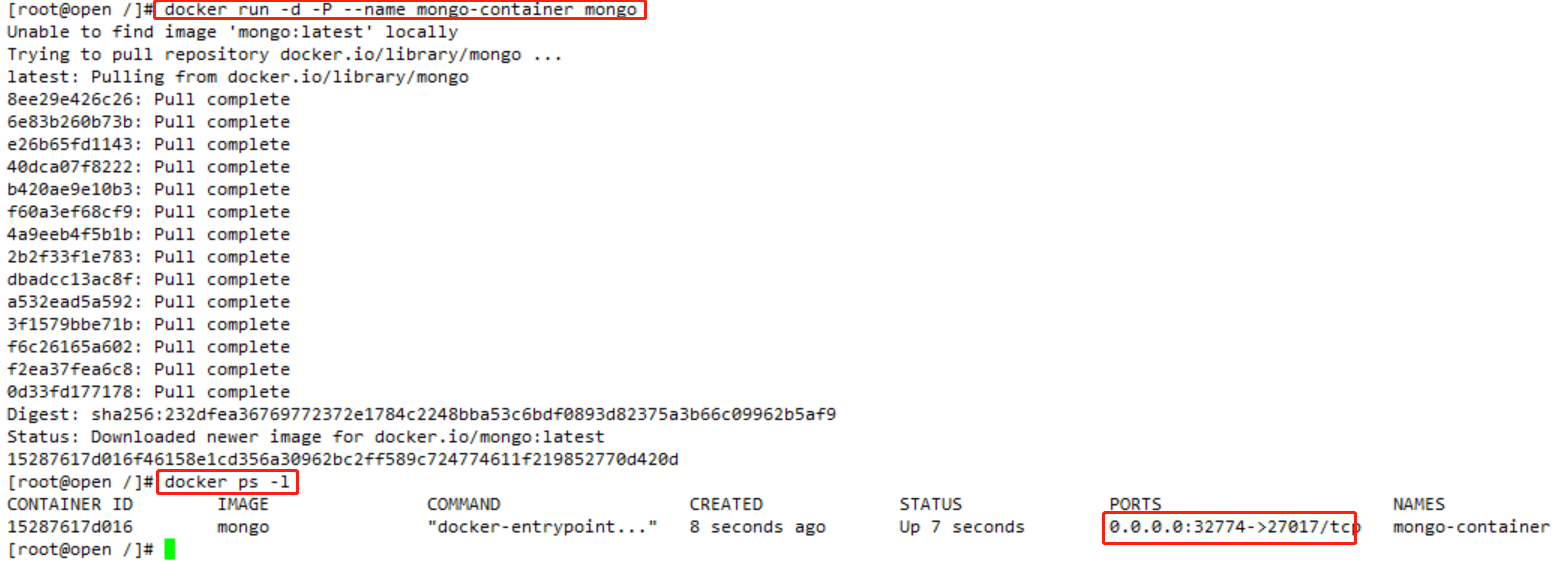 [root@open /]# docker run -d -P --name mongo-container mongo
Unable to find image 'mongo:latest' locally
Trying to pull repository docker.io/library/mongo ...
latest: Pulling from docker.io/library/mongo
8ee29e426c26: Pull complete
6e83b260b73b: Pull complete
e26b65fd1143: Pull complete
40dca07f8222: Pull complete
b420ae9e10b3: Pull complete
f60a3ef68cf9: Pull complete
4a9eeb4f5b1b: Pull complete
2b2f33f1e783: Pull complete
dbadcc13ac8f: Pull complete
a532ead5a592: Pull complete
3f1579bbe71b: Pull complete
f6c26165a602: Pull complete
f2ea37fea6c8: Pull complete
0d33fd177178: Pull complete
Digest: sha256:232dfea36769772372e1784c2248bba53c6bdf0893d82375a3b66c09962b5af9
Status: Downloaded newer image for docker.io/mongo:latest
15287617d016f46158e1cd356a30962bc2ff589c724774611f219852770d420d
[root@open /]# docker ps -l
CONTAINER ID IMAGE COMMAND CREATED STATUS PORTS NAMES
15287617d016 mongo "docker-entrypoint..." 8 seconds ago Up 7 seconds 0.0.0.0:32774->27017/tcp mongo-container
[root@open /]#